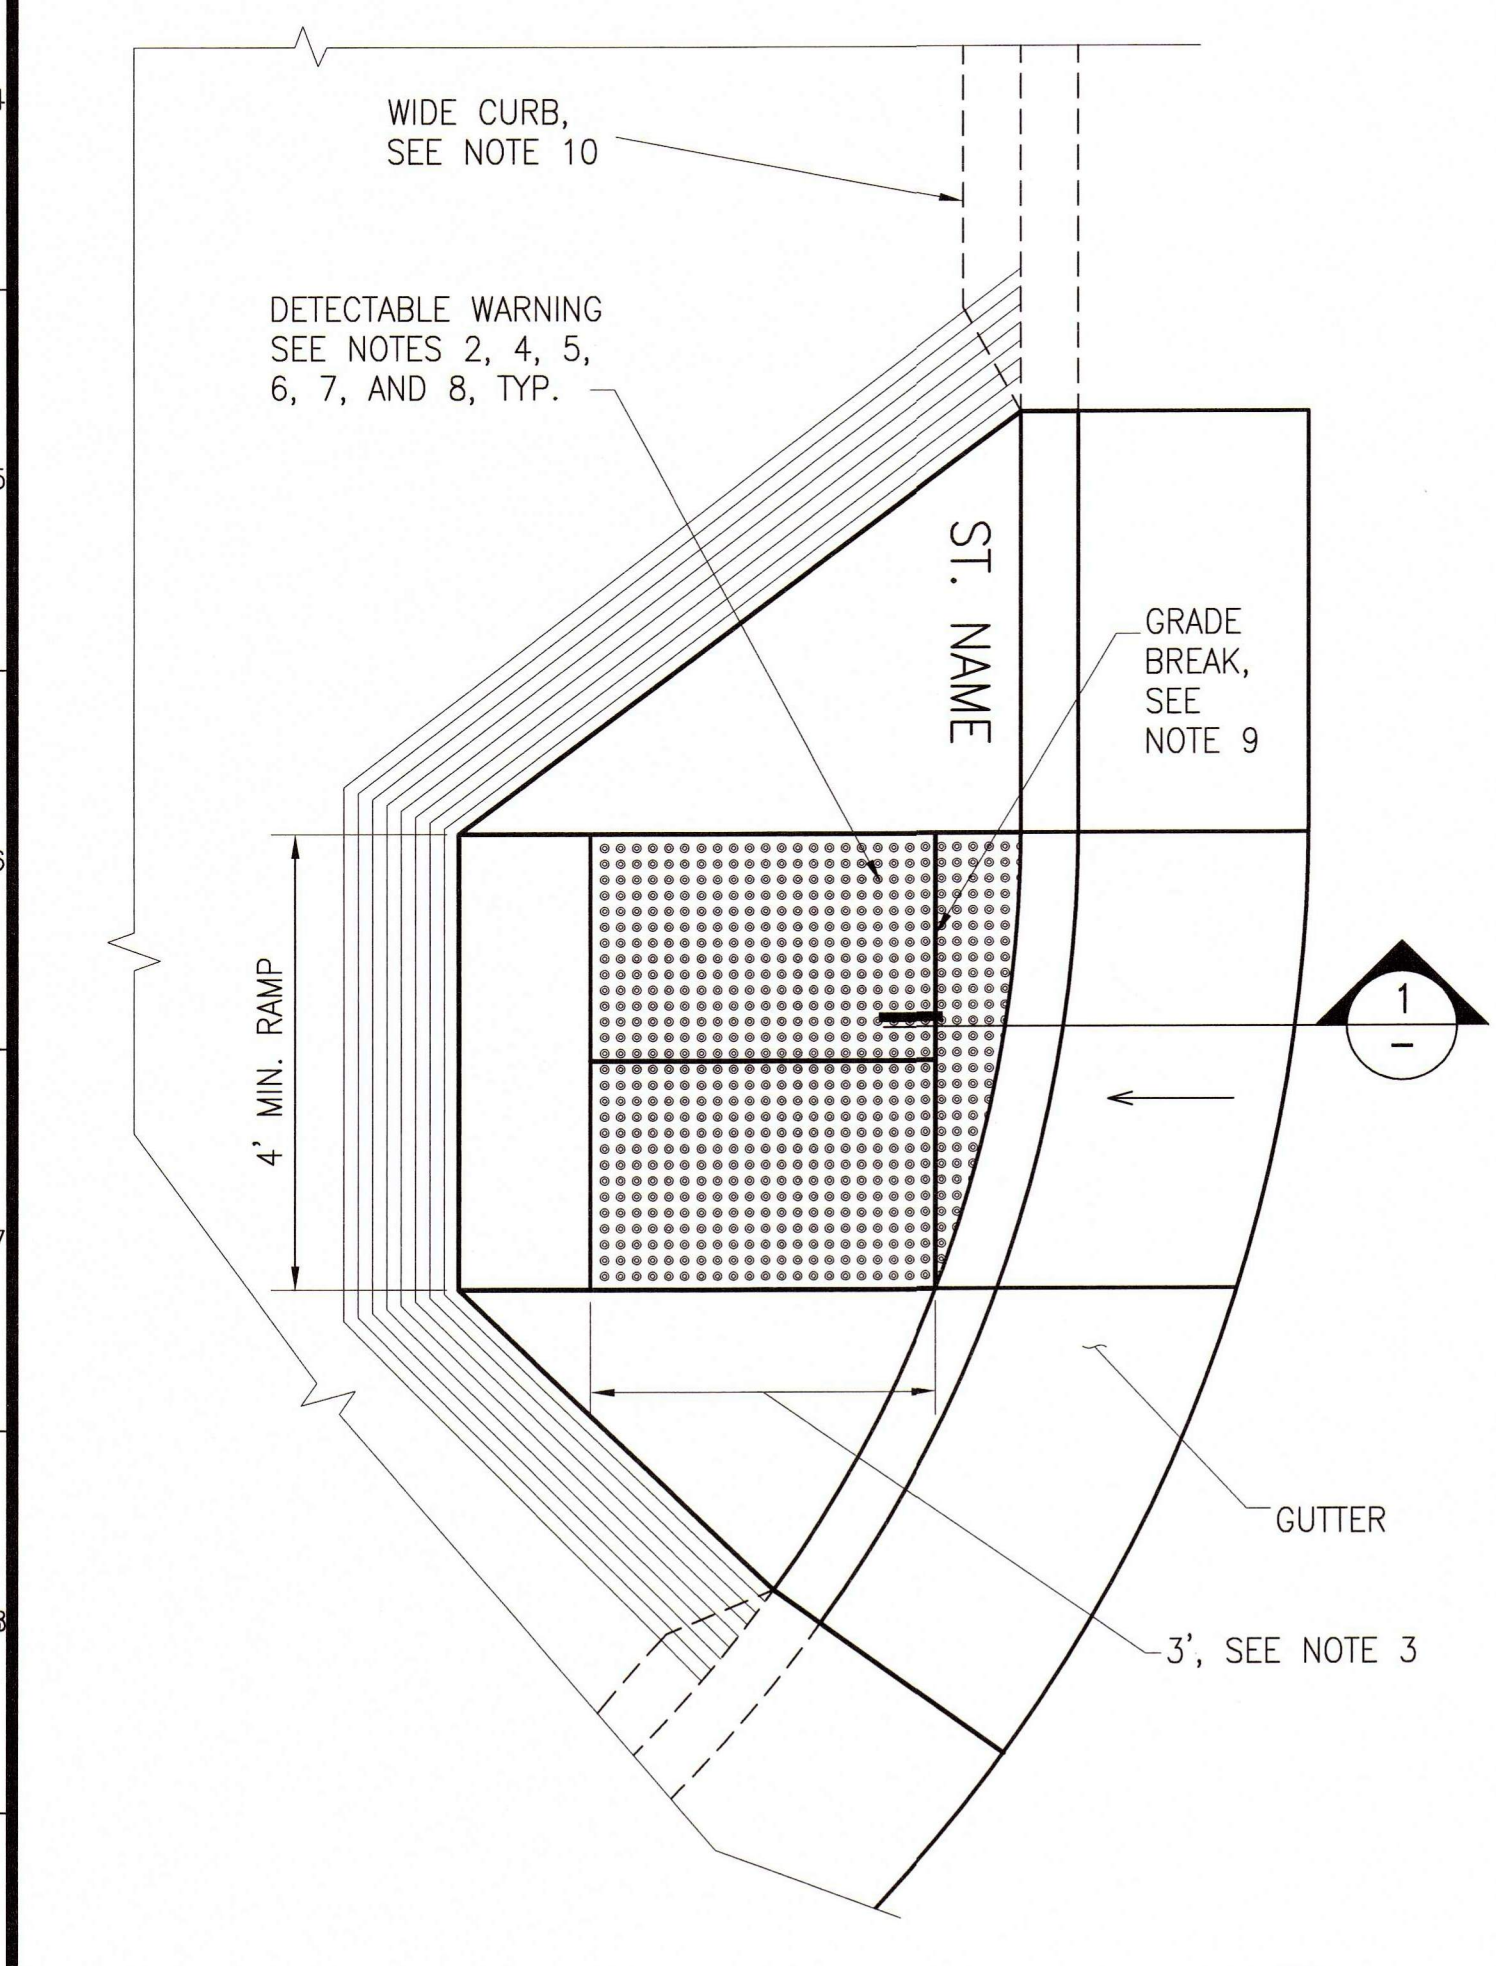 WIDE CURB,
SEE NOTE 10
DETECTABLE WARNING
SEE NOTES 2, 4, 5,
6, 7, AND 8, TYP.
ST. NAME
GRADE
BREAK,
SEE
NOTE 9
4' MIN. RAMP
1
–
GUTTER
3', SEE NOTE 3